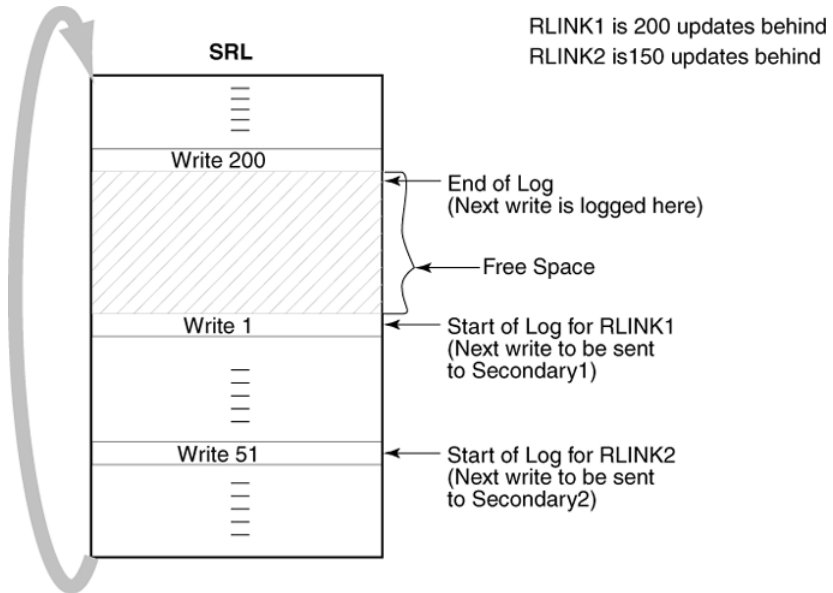 RLINK1 is 200 updates behind
RLINK2 is150 updates behind
SRL
Write 200
End of Log
(Next write is logged here)
Free Space
Write 1
Start of Log for RLINK1
(Next write to be sent
to Secondary1)
Write 51
Start of Log for RLINK2
(Next write to be sent
to Secondary2)